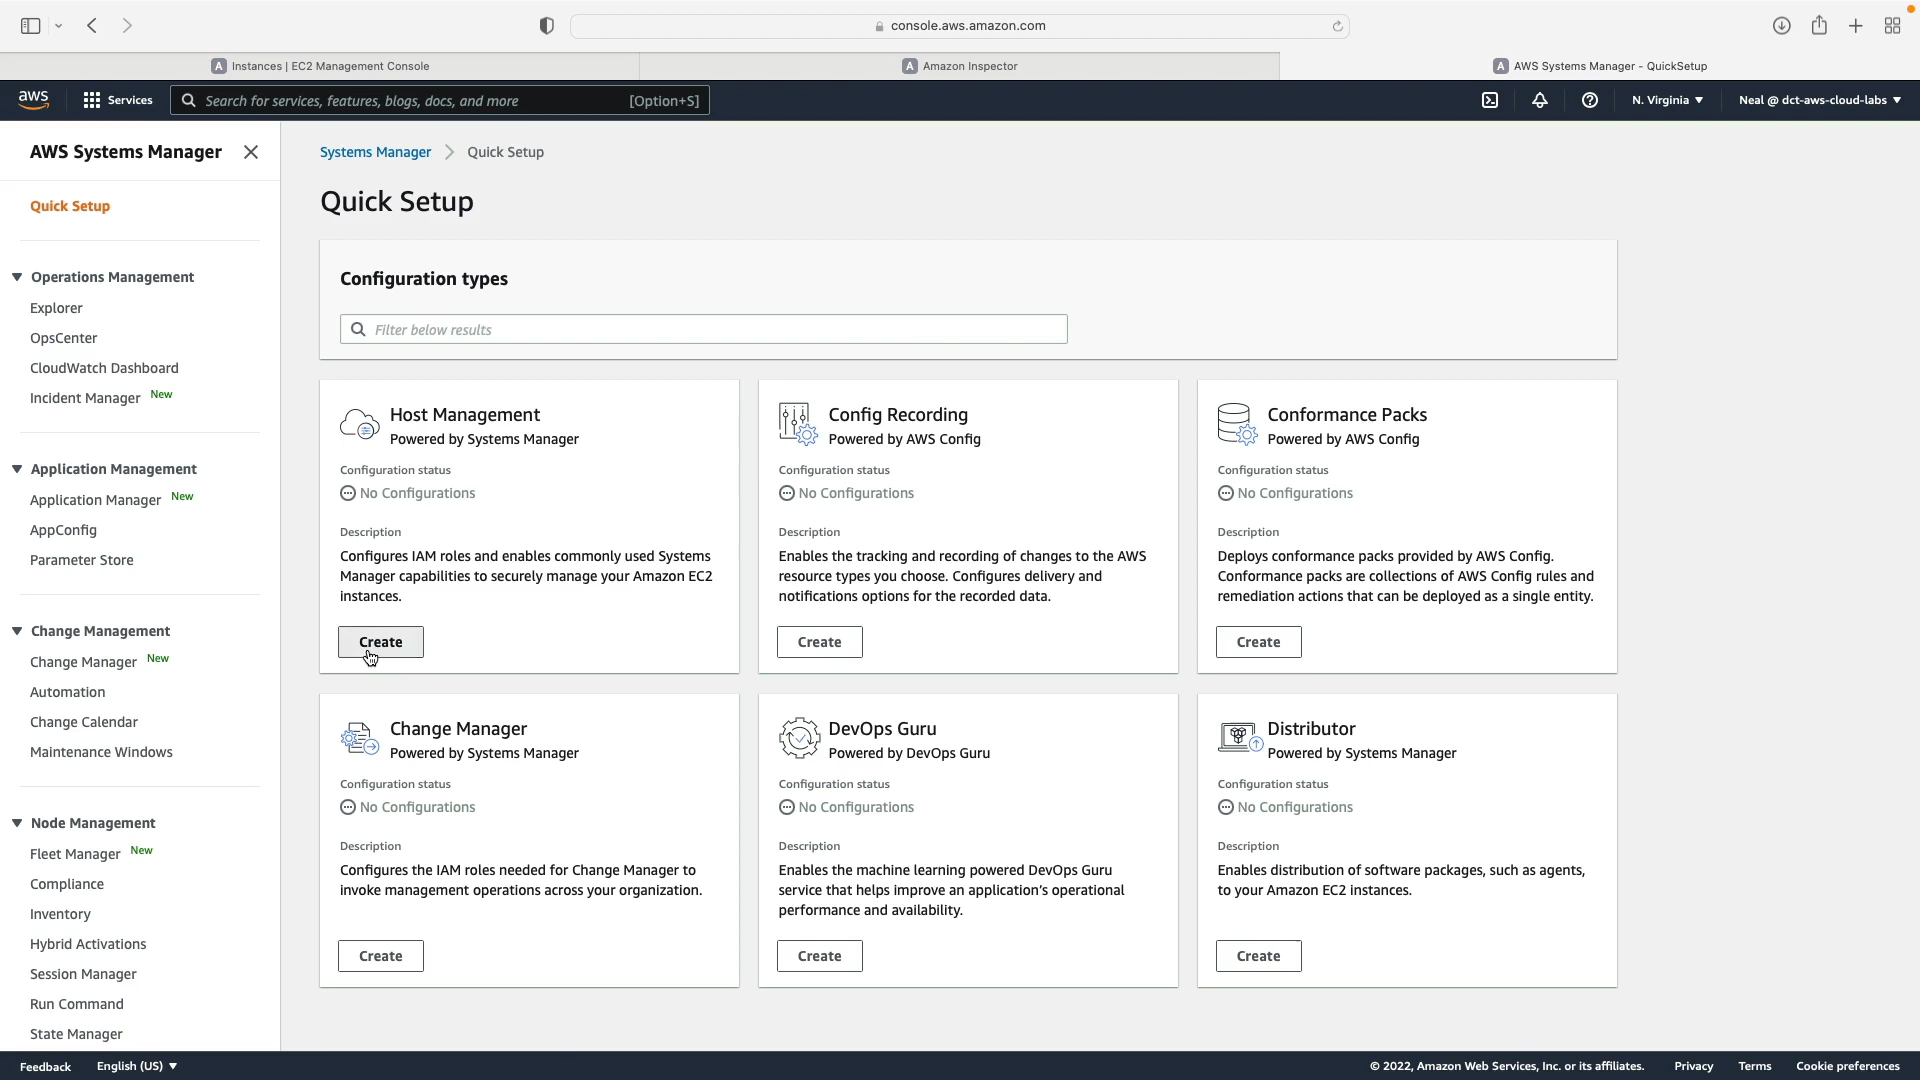 console.aws.amazon.com
A Instances | EC2 Management Console
A Amazon Inspector
A AWS Systems Manager - QuickSetup
aws
Services
Search for services, features, blogs, docs, and more [Option+S]
N. Virginia
Neal @ dct-aws-cloud-labs
AWS Systems Manager
Quick Setup
Operations Management
Explorer
OpsCenter
CloudWatch Dashboard
Incident Manager New
Application Management
Application Manager New
AppConfig
Parameter Store
Change Management
Change Manager New
Automation
Change Calendar
Maintenance Windows
Node Management
Fleet Manager New
Compliance
Inventory
Hybrid Activations
Session Manager
Run Command
State Manager
Systems Manager > Quick Setup
Quick Setup
Configuration types
Filter below results
Host Management
Powered by Systems Manager
Configuration status
No Configurations
Description
Configures IAM roles and enables commonly used Systems
Manager capabilities to securely manage your Amazon EC2
instances.
Create
Config Recording
Powered by AWS Config
Configuration status
No Configurations
Description
Enables the tracking and recording of changes to the AWS
resource types you choose. Configures delivery and
notifications options for the recorded data.
Create
Conformance Packs
Powered by AWS Config
Configuration status
No Configurations
Description
Deploys conformance packs provided by AWS Config.
Conformance packs are collections of AWS Config rules and
remediation actions that can be deployed as a single entity.
Create
Change Manager
Powered by Systems Manager
Configuration status
No Configurations
Description
Configures the IAM roles needed for Change Manager to
invoke management operations across your organization.
Create
DevOps Guru
Powered by DevOps Guru
Configuration status
No Configurations
Description
Enables the machine learning powered DevOps Guru
service that helps improve an application's operational
performance and availability.
Create
Distributor
Powered by Systems Manager
Configuration status
No Configurations
Description
Enables distribution of software packages, such as agents,
to your Amazon EC2 instances.
Create
Feedback
English (US)
© 2022, Amazon Web Services, Inc. or its affiliates.
Privacy
Terms
Cookie preferences